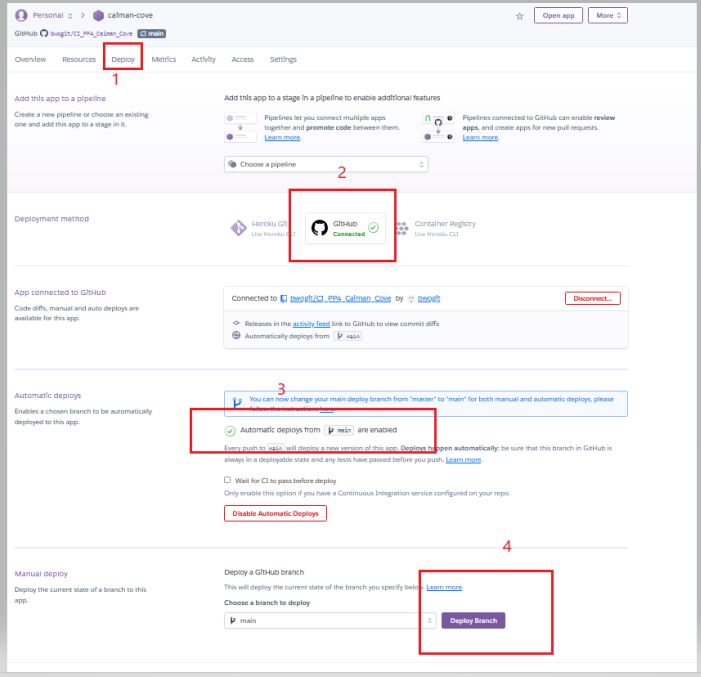 Personal > calman-cove
Open app More
GitHub bwogit/CI_PP4_Calman_Cove main
Overview Resources Deploy Metrics Activity Access Settings
1
Add this app to a pipeline
Create a new pipeline or choose an existing
one and add this app to a stage in it.
Add this app to a stage in a pipeline to enable additional features
Pipelines let you connect multiple apps
together and promote code between them.
Learn more.
Pipelines connected to GitHub can enable review
apps, and create apps for new pull requests.
Learn more.
Choose a pipeline
2
Deployment method
Heroku Git
Use Heroku CLI
GitHub
Connected
Container Registry
Use Heroku CLI
App connected to GitHub
Code diffs, manual and auto deploys are
available for this app.
Connected to bwogit/CI_PP4_Calman_Cove by bwogit
Disconnect...
Releases in the activity feed link to GitHub to view commit diffs
Automatically deploys from main
Automatic deploys
Enables a chosen branch to be automatically
deployed to this app.
3
You can now change your main deploy branch from "master" to "main" for both manual and automatic deploys, please
follow the instructions here.
Automatic deploys from main are enabled
Every push to main will deploy a new version of this app. Deploys happen automatically: be sure that this branch in GitHub is
always in a deployable state and any tests have passed before you push. Learn more.
Wait for CI to pass before deploy
Only enable this option if you have a Continuous Integration service configured on your repo.
Disable Automatic Deploys
4
Manual deploy
Deploy the current state of a branch to this
app.
Deploy a GitHub branch
This will deploy the current state of the branch you specify below. Learn more.
Choose a branch to deploy
main
Deploy Branch